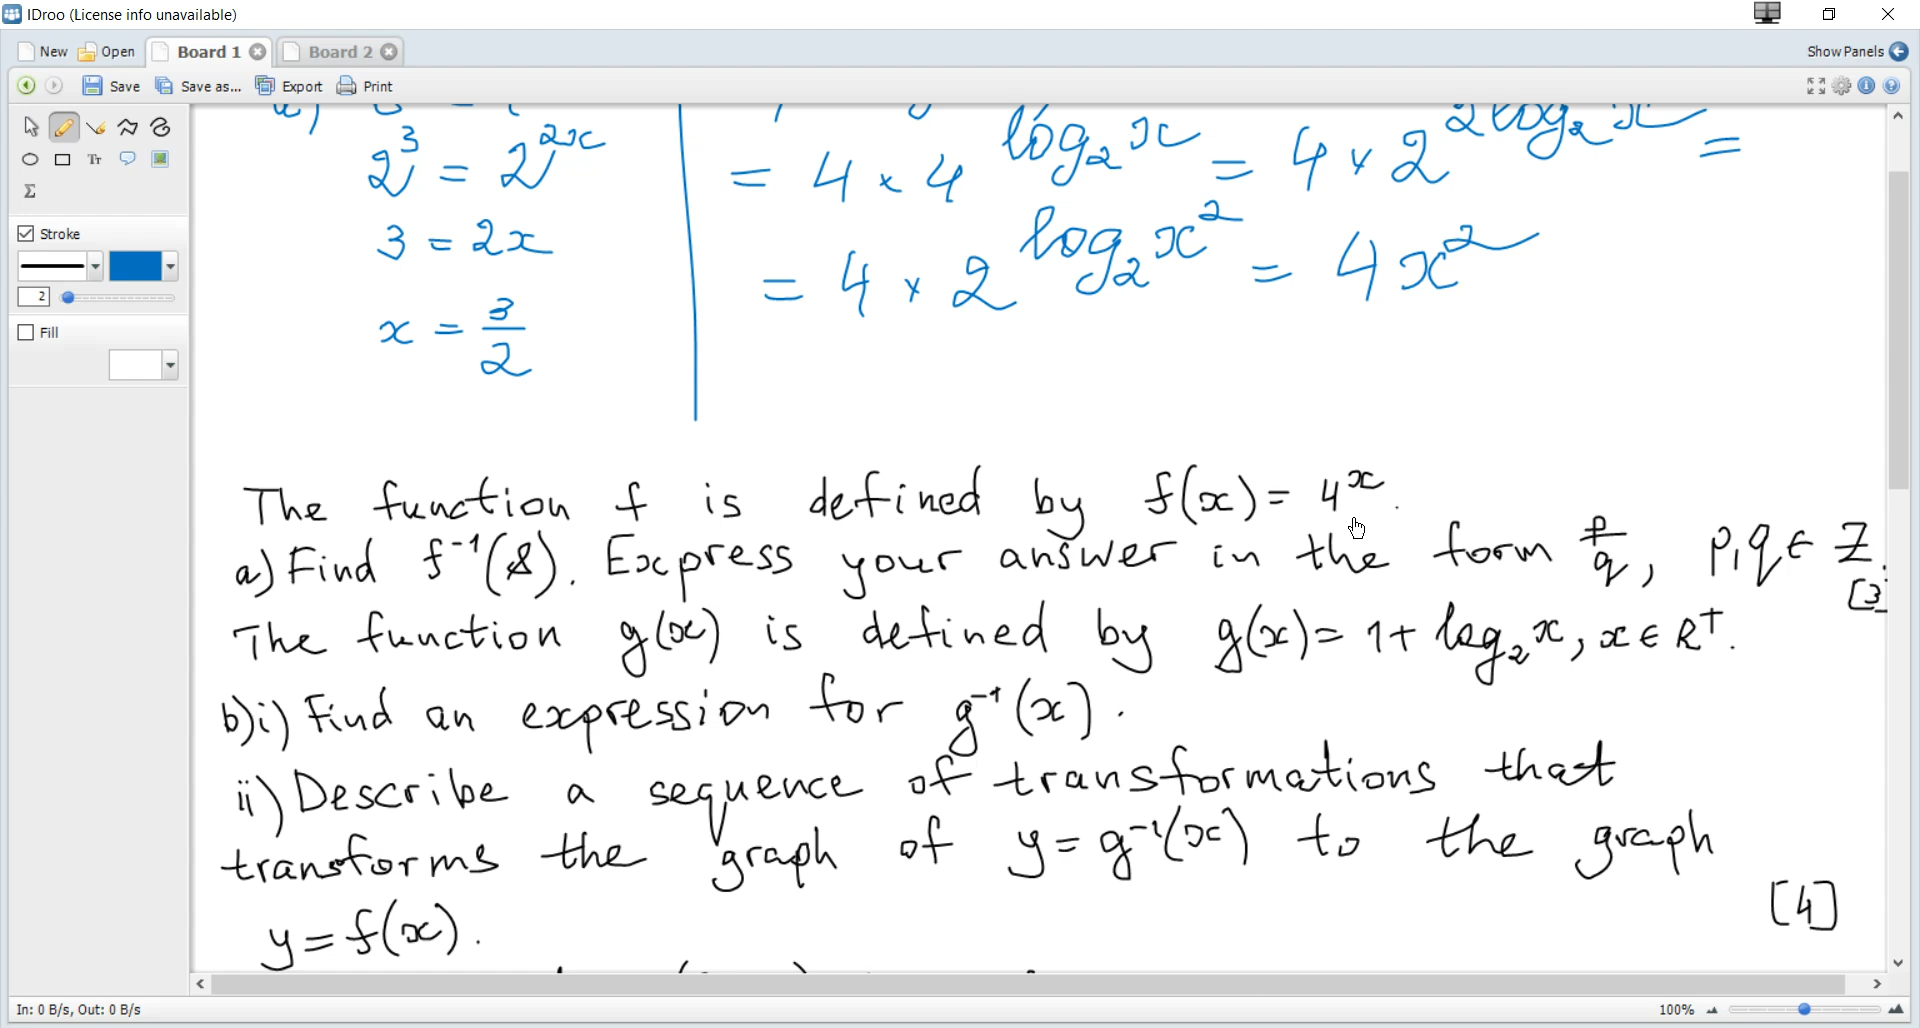 IDroo (License info unavailable)
New Open Board 1 Board 2 Show Panels
Save Save as... Export Print
2³ = 2²ˣ
= 4 × 4^(log₂x) = 4 × 2^(2log₂x) =
3 = 2x
= 4 × 2^(log₂x²) = 4x²
x = 3/2
Stroke
2
Fill
The function f is defined by f(x) = 4ˣ.
a) Find f⁻¹(8). Express your answer in the form p/q, p,q ∈ Z.
[3]
The function g(x) is defined by g(x) = 1 + log₂x, x ∈ R⁺.
b)i) Find an expression for g⁻¹(x).
ii) Describe a sequence of transformations that
transforms the graph of y = g⁻¹(x) to the graph
y = f(x).
[4]
In: 0 B/s, Out: 0 B/s
100%